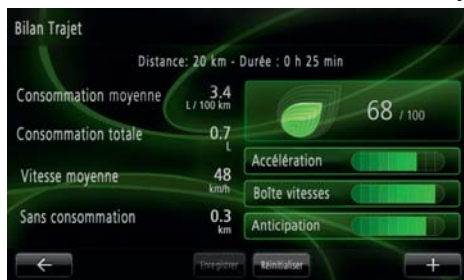 Bilan Trajet
Distance: 20 km - Durée : 0 h 25 min
Consommation moyenne 3.4
L / 100 km
68 / 100
Consommation totale 0.7
L
Accélération
Vitesse moyenne 48
km/h
Boîte vitesses
Sans consommation 0.3
km
Anticipation
Enregistrer Réinitialiser +